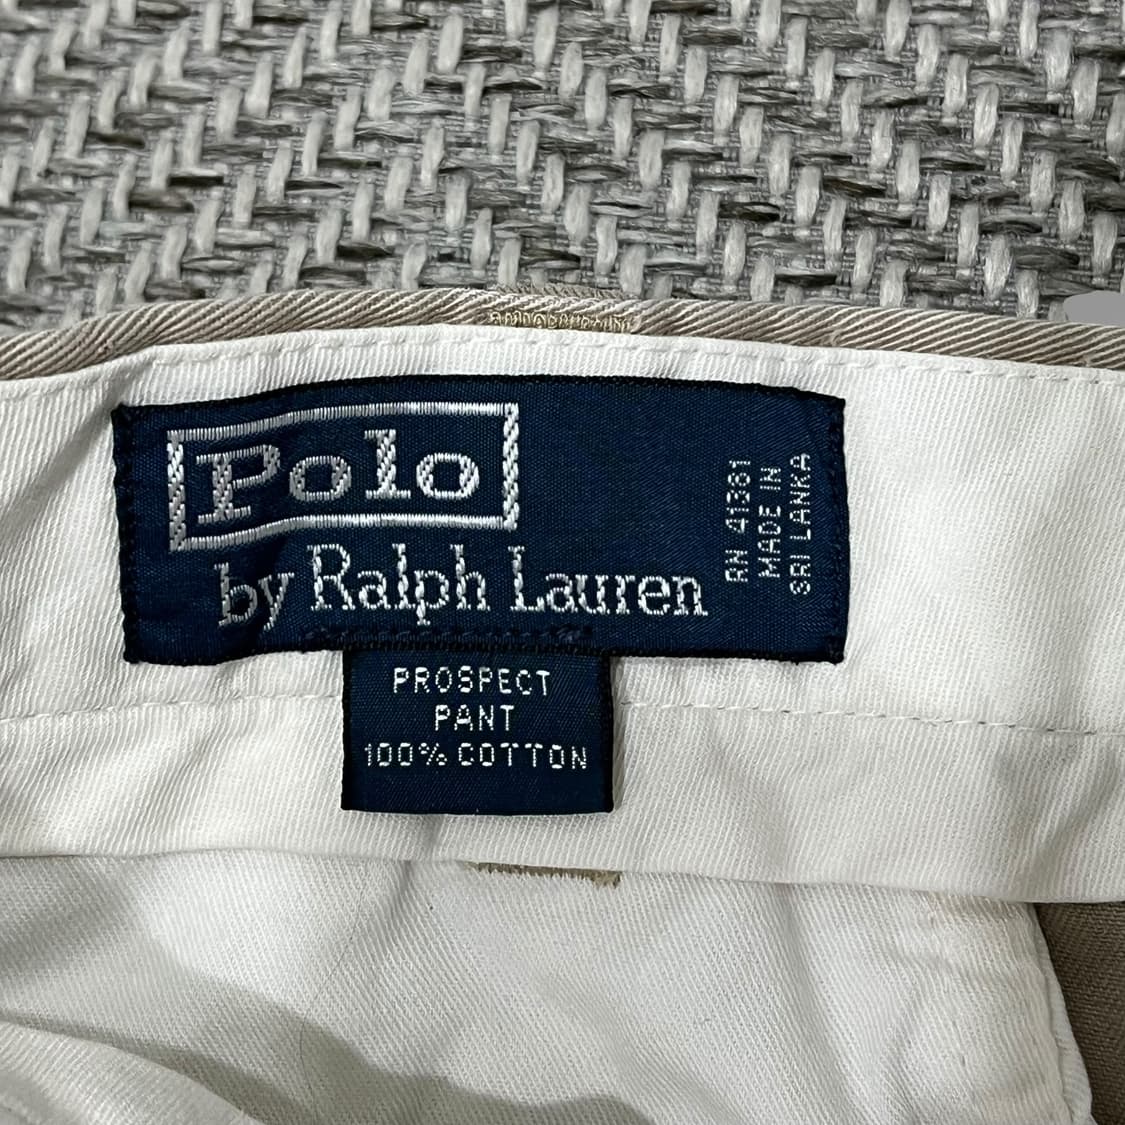 Polo
by Ralph Lauren
RN 41381
MADE IN
SRI LANKA
PROSPECT
PANT
100% COTTON